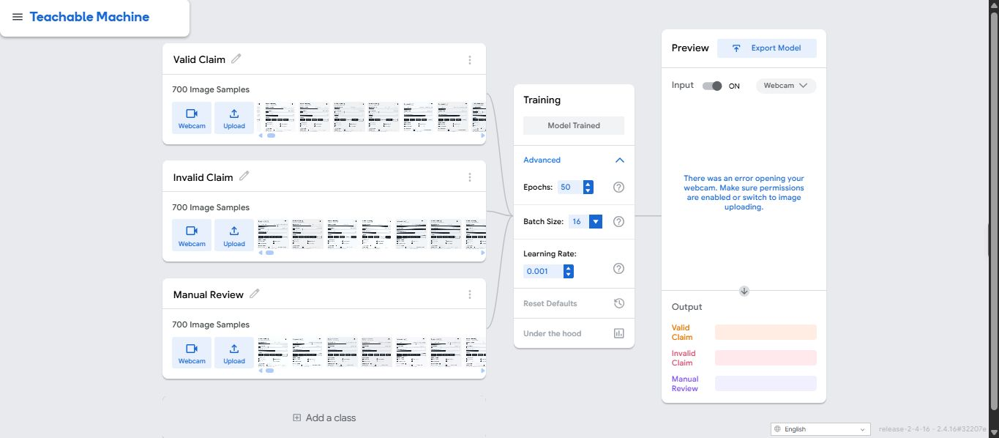 Teachable Machine
Valid Claim
700 Image Samples
Webcam
Upload
Invalid Claim
700 Image Samples
Webcam
Upload
Manual Review
700 Image Samples
Webcam
Upload
Add a class
Training
Model Trained
Advanced
Epochs: 50
Batch Size: 16
Learning Rate:
0.001
Reset Defaults
Under the hood
Preview
Export Model
Input ON Webcam
There was an error opening your
webcam. Make sure permissions
are enabled or switch to image
uploading.
Output
Valid
Claim
Invalid
Claim
Manual
Review
English
release-2-4-16 - 2.4.16#32207e